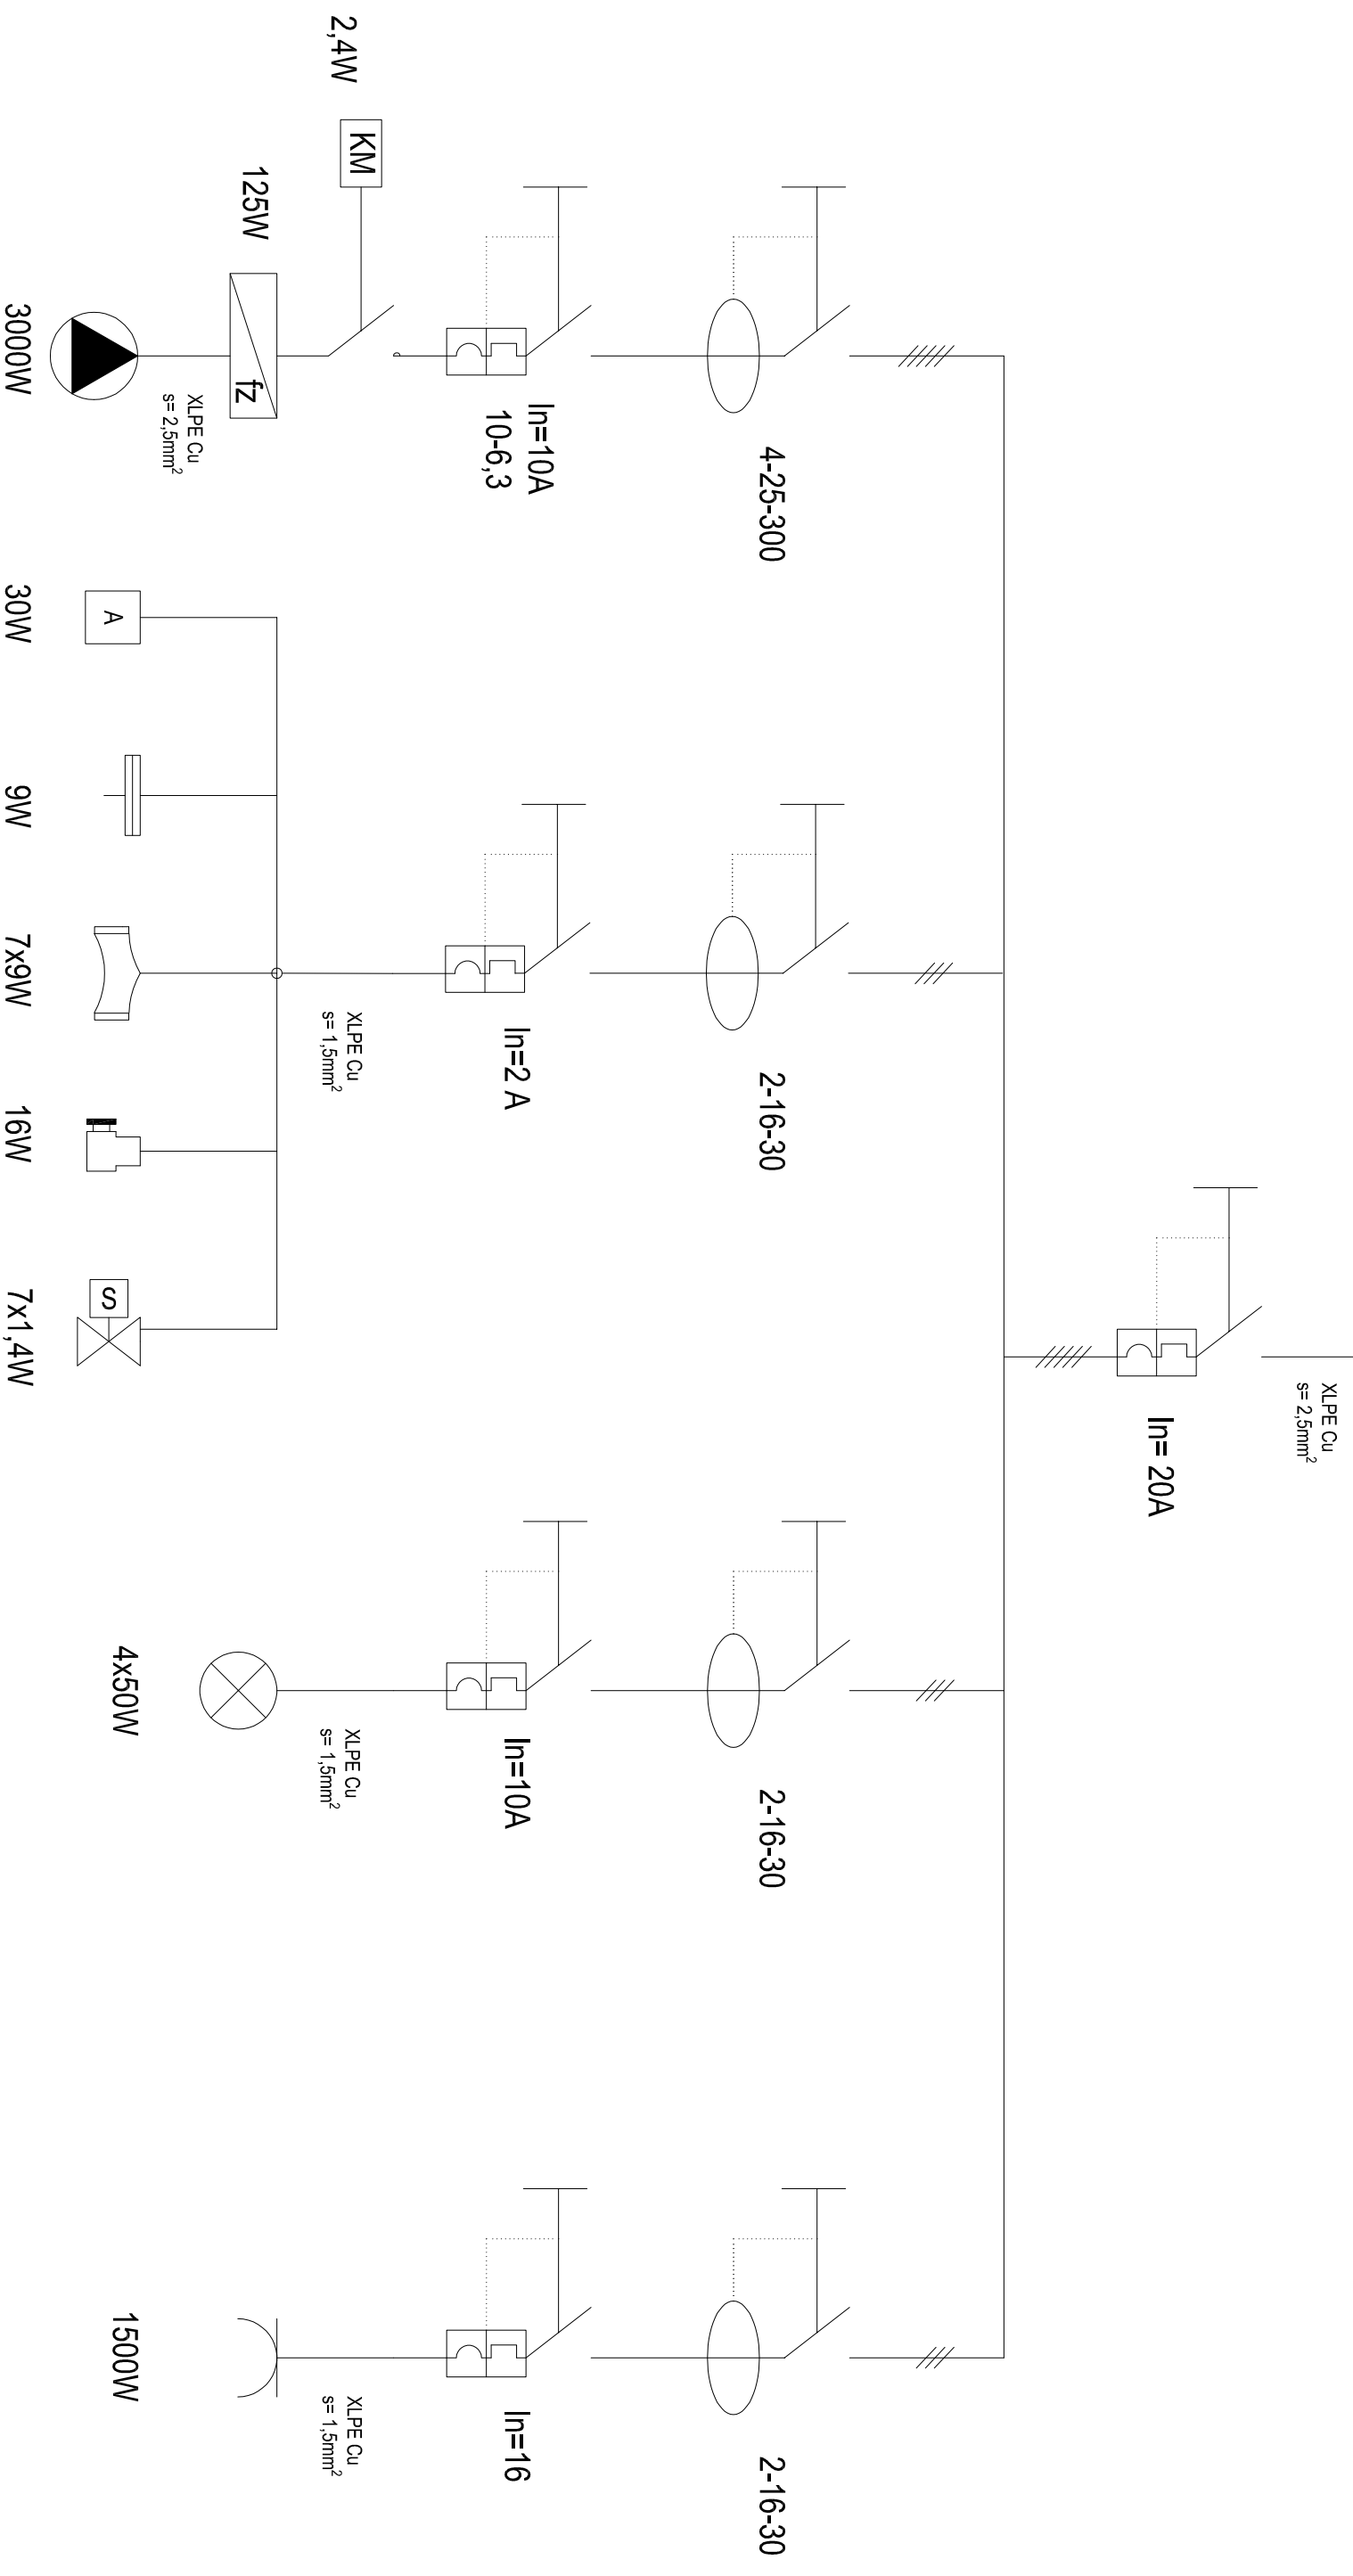 XLPE Cu
s= 2,5mm²
In= 20A
4-25-300
2-16-30
2-16-30
2-16-30
In=10A
10-6,3
In=2 A
In=10A
In=16
2,4W
KM
XLPE Cu
s= 1,5mm²
XLPE Cu
s= 1,5mm²
XLPE Cu
s= 1,5mm²
125W
fz
XLPE Cu
s= 2,5mm²
A
S
4x50W
1500W
3000W
30W
9W
7x9W
16W
7x1,4W